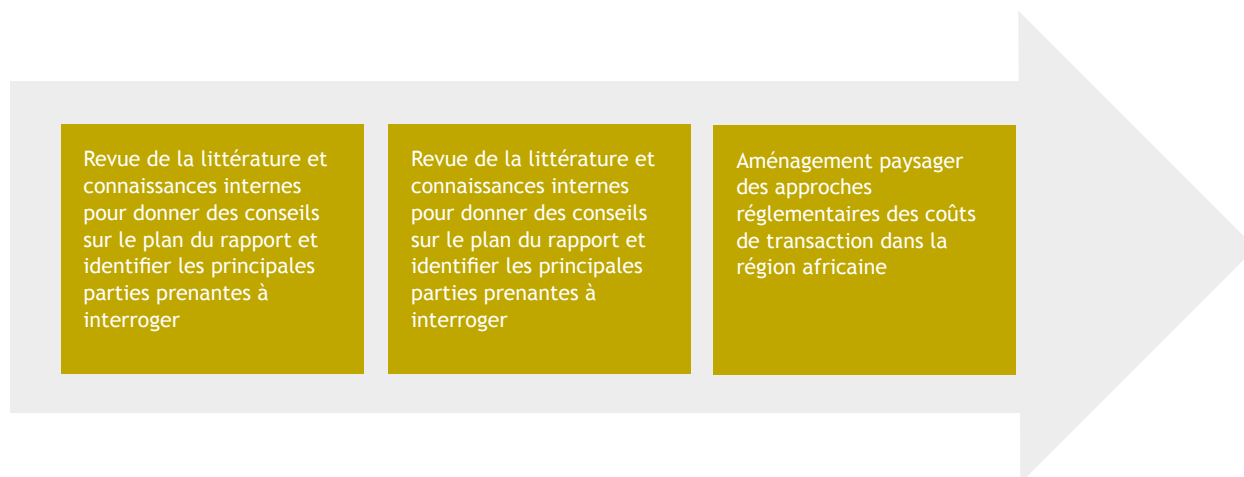 Revue de la littérature et
connaissances internes
pour donner des conseils
sur le plan du rapport et
identifier les principales
parties prenantes à
interroger
Revue de la littérature et
connaissances internes
pour donner des conseils
sur le plan du rapport et
identifier les principales
parties prenantes à
interroger
Aménagement paysager
des approches
réglementaires des coûts
de transaction dans la
région africaine